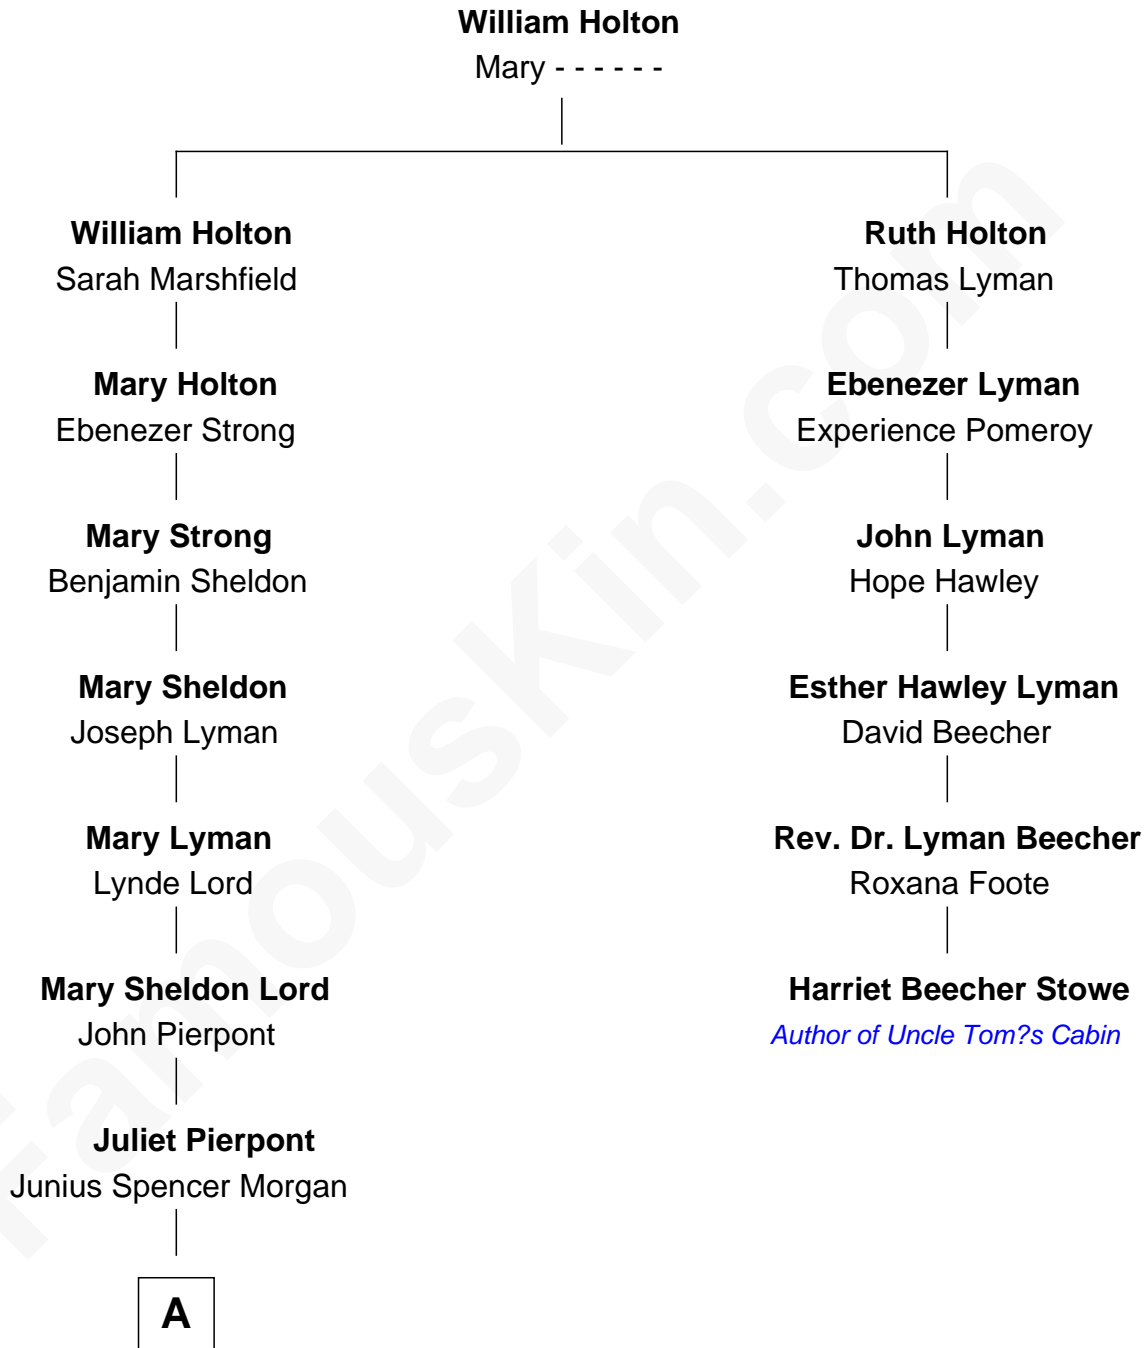 William Holton
Mary - - - - - -
William Holton
Sarah Marshfield
Ruth Holton
Thomas Lyman
Mary Holton
Ebenezer Strong
Ebenezer Lyman
Experience Pomeroy
Mary Strong
Benjamin Sheldon
John Lyman
Hope Hawley
Mary Sheldon
Joseph Lyman
Esther Hawley Lyman
David Beecher
Mary Lyman
Lynde Lord
Rev. Dr. Lyman Beecher
Roxana Foote
Mary Sheldon Lord
John Pierpont
Harriet Beecher Stowe
Author of Uncle Tom?s Cabin
Juliet Pierpont
Junius Spencer Morgan
A
FamousKin.com